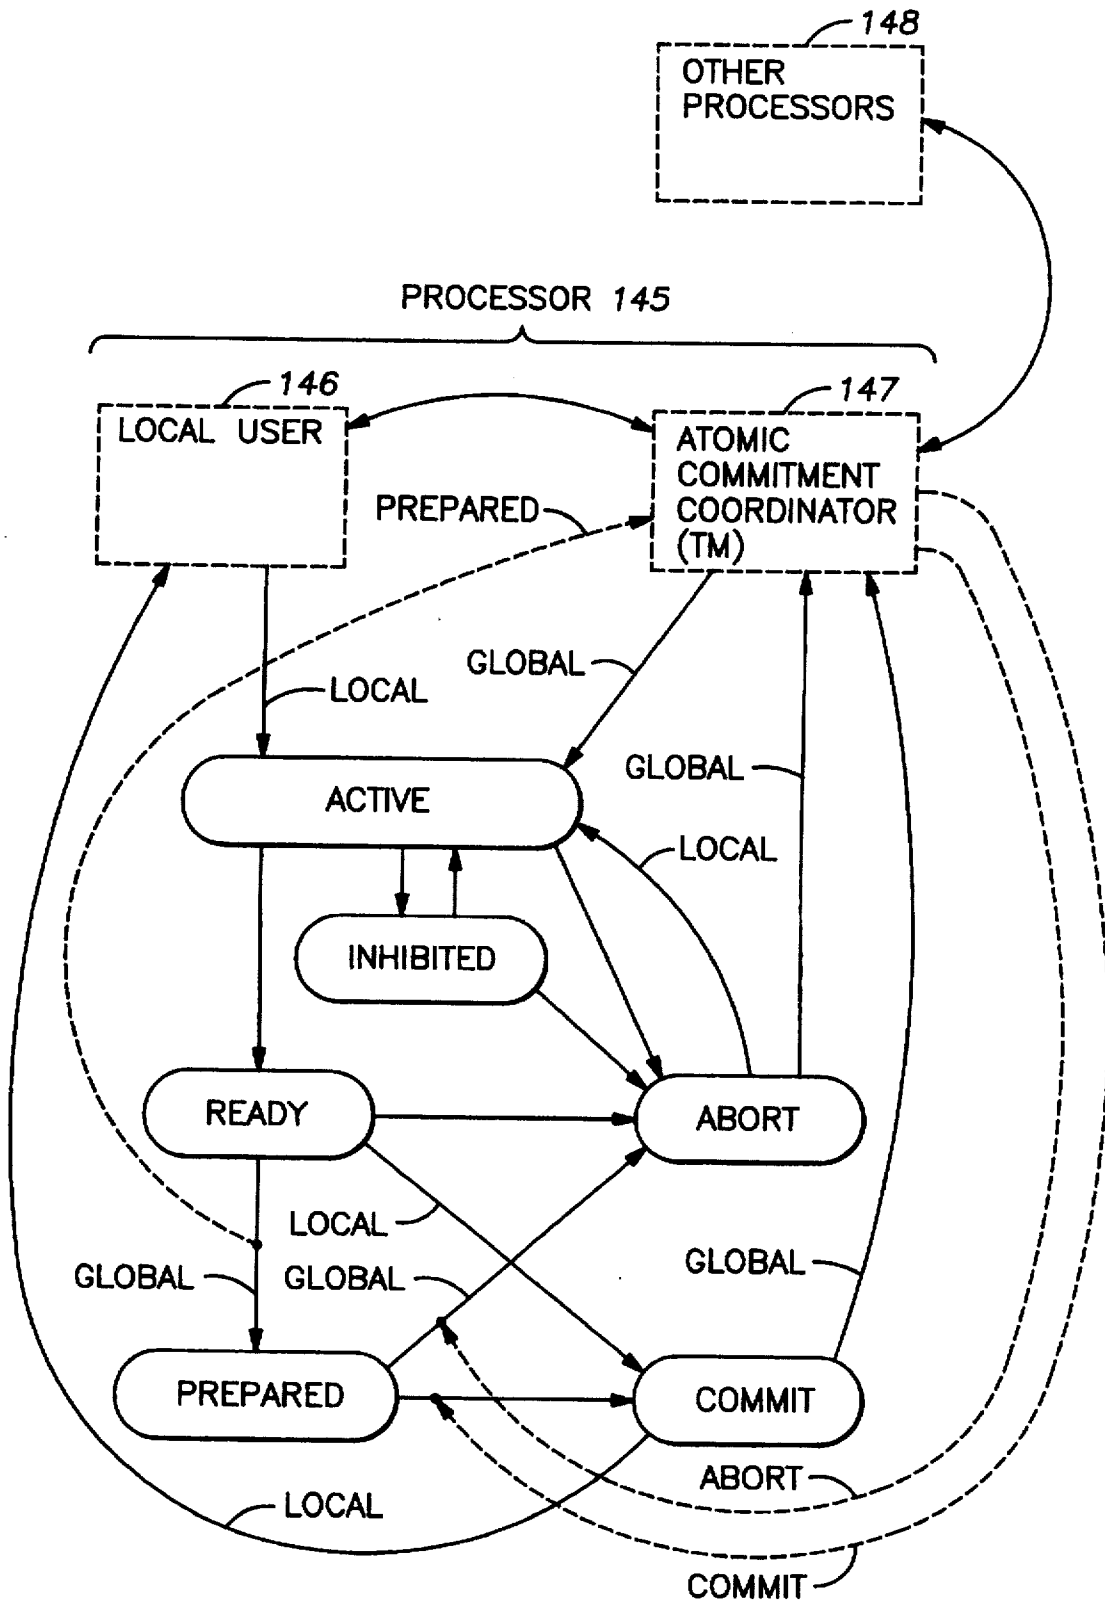 148
OTHER
PROCESSORS
PROCESSOR 145
146
147
LOCAL USER
ATOMIC
COMMITMENT
COORDINATOR
(TM)
PREPARED
GLOBAL
LOCAL
GLOBAL
ACTIVE
LOCAL
INHIBITED
READY
ABORT
LOCAL
GLOBAL
GLOBAL
GLOBAL
PREPARED
COMMIT
ABORT
LOCAL
COMMIT